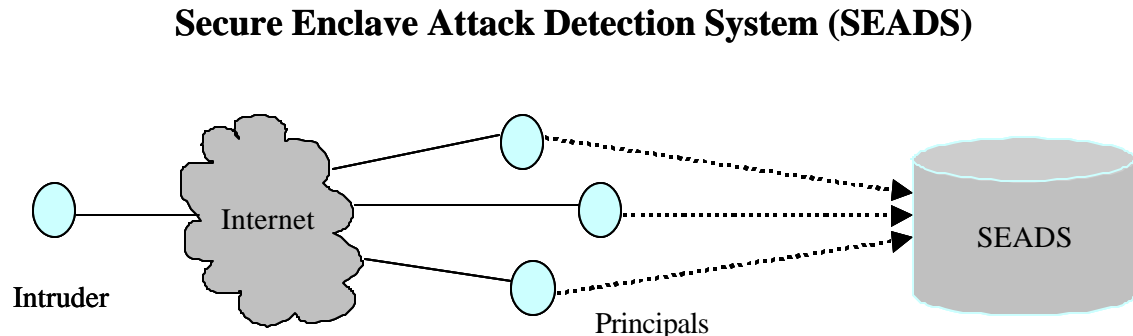 Secure Enclave Attack Detection System (SEADS)
Internet
SEADS
Intruder
Principals